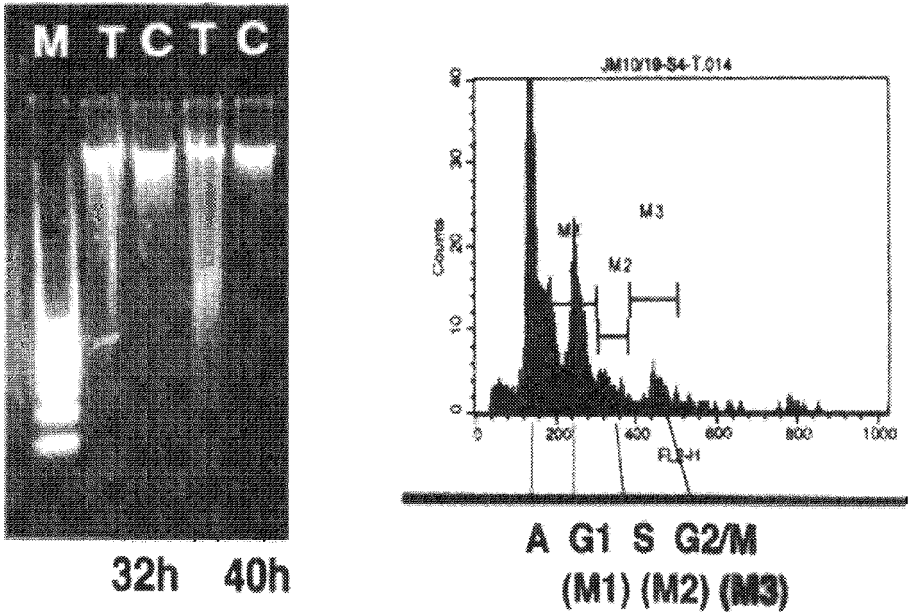 M T C T C
32h 40h
JM10/19-S4-T.014
40
30
20
10
0
Counts
M1
M2
M3
0 200 400 600 800 1000
FL2-H
A G1 S G2/M
(M1) (M2) (M3)